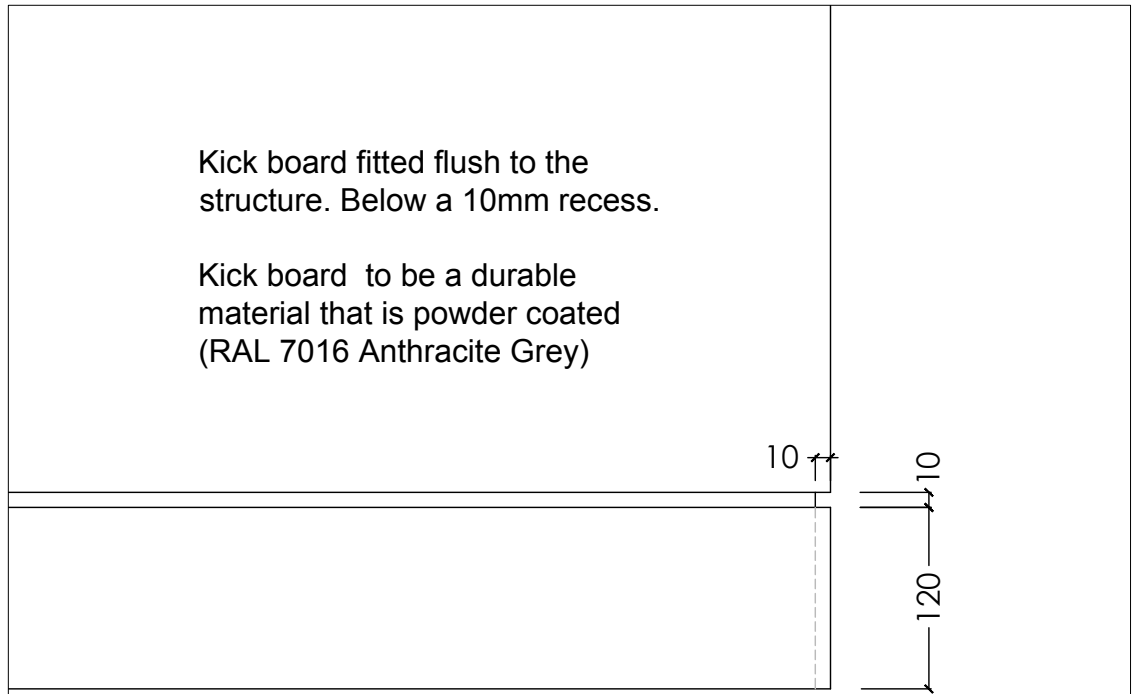 Kick board fitted flush to the
structure. Below a 10mm recess.
Kick board  to be a durable
material that is powder coated
(RAL 7016 Anthracite Grey)
10
10
120